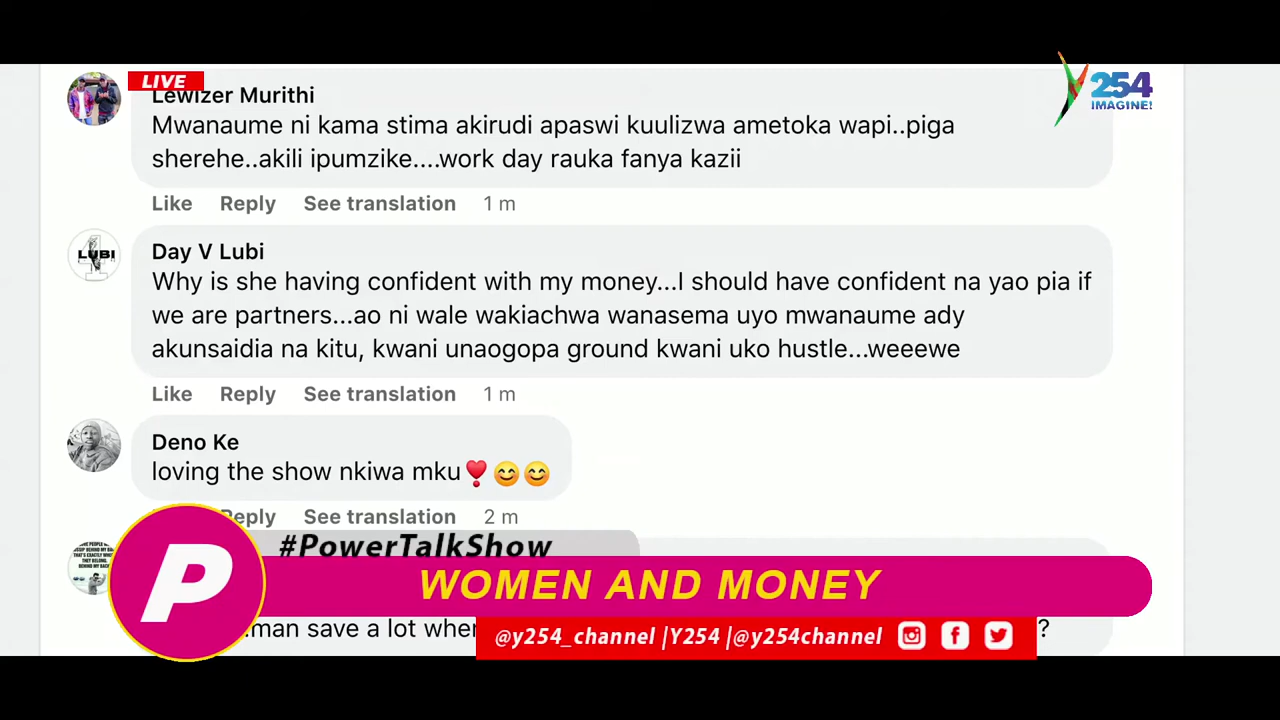 LIVE
Y254
IMAGINE!
Lewizer Murithi
Mwanaume ni kama stima akirudi apaswi kuulizwa ametoka wapi..piga
sherehe..akili ipumzike....work day rauka fanya kazii
Like Reply See translation 1 m
LUBI
Day V Lubi
Why is she having confident with my money...I should have confident na yao pia if
we are partners...ao ni wale wakiachwa wanasema uyo mwanaume ady
akunsaidia na kitu, kwani unaogopa ground kwani uko hustle...weeewe
Like Reply See translation 1 m
Deno Ke
loving the show nkiwa mku❣️😊😊
Reply See translation 2 m
#PowerTalkShow
P
WOMEN AND MONEY
man save a lot when ?
@y254_channel |Y254 |@y254channel